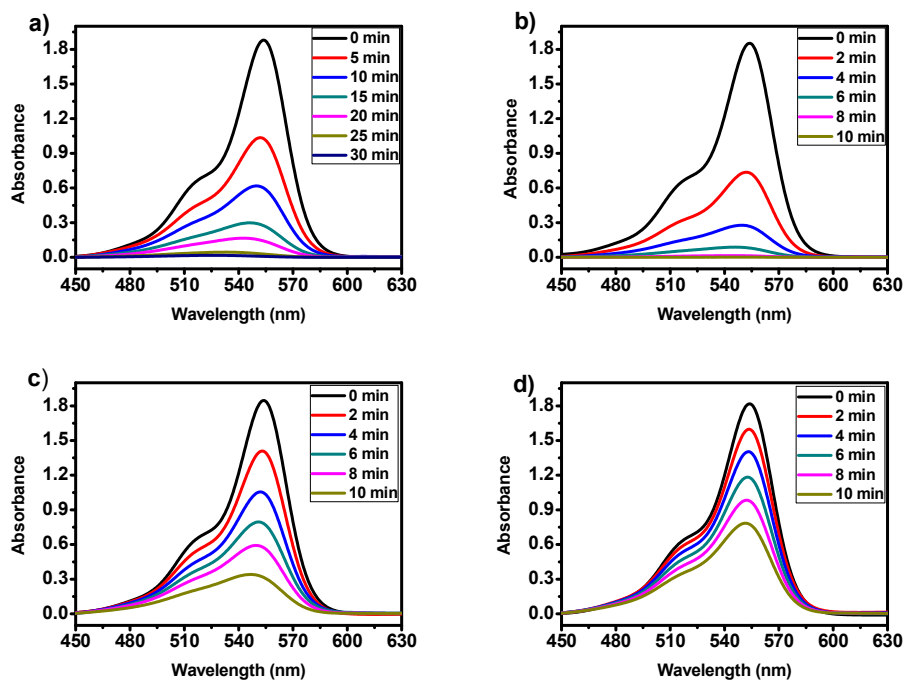 a)
0 min
5 min
10 min
15 min
20 min
25 min
30 min
1.8
1.5
1.2
0.9
0.6
0.3
0.0
Absorbance
450 480 510 540 570 600 630
Wavelength (nm)
b)
0 min
2 min
4 min
6 min
8 min
10 min
1.8
1.5
1.2
0.9
0.6
0.3
0.0
Absorbance
450 480 510 540 570 600 630
Wavelength (nm)
c)
0 min
2 min
4 min
6 min
8 min
10 min
1.8
1.5
1.2
0.9
0.6
0.3
0.0
Absorbance
450 480 510 540 570 600 630
Wavelength (nm)
d)
0 min
2 min
4 min
6 min
8 min
10 min
1.8
1.5
1.2
0.9
0.6
0.3
0.0
Absorbance
450 480 510 540 570 600 630
Wavelength (nm)